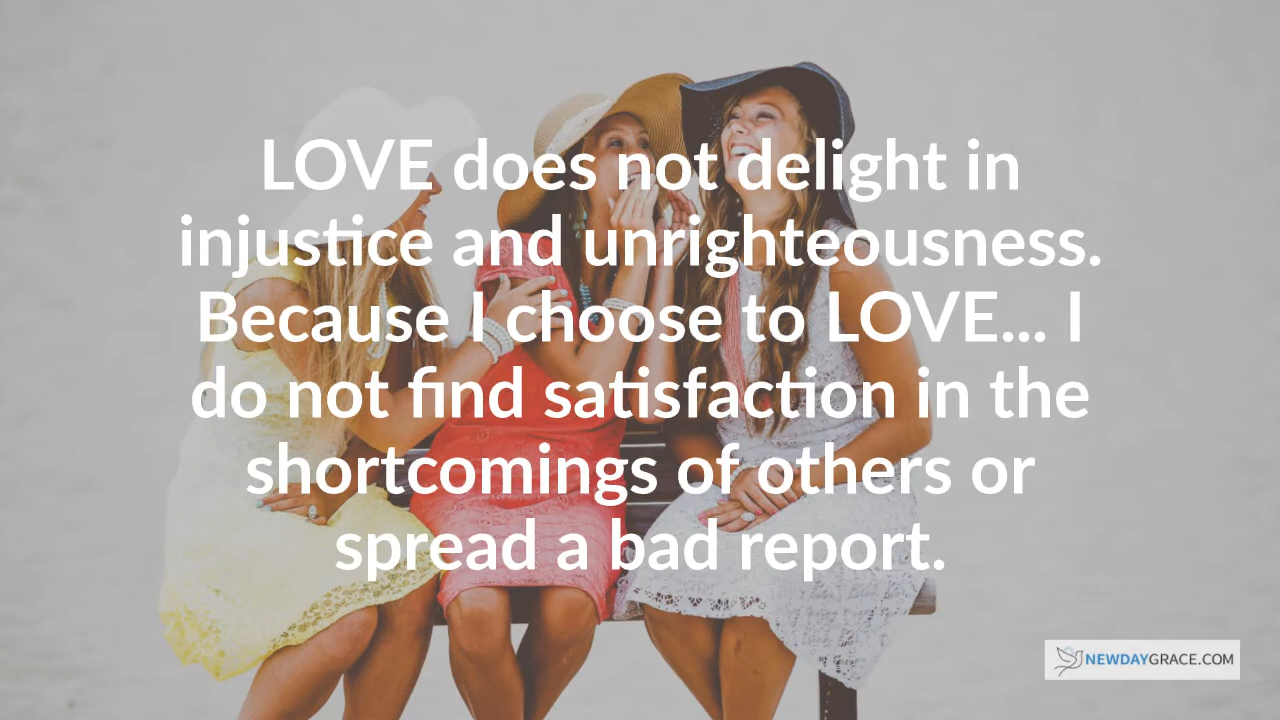 LOVE does not delight in
injustice and unrighteousness.
Because I choose to LOVE... I
do not find satisfaction in the
shortcomings of others or
spread a bad report.
NEWDAYGRACE.COM